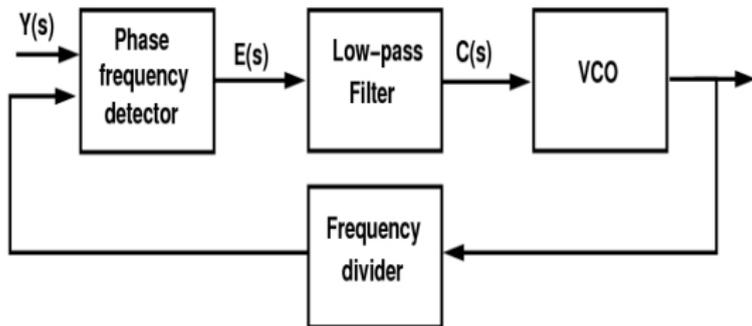 Y(s)
Phase
frequency
detector
E(s)
Low-pass
Filter
C(s)
VCO
Frequency
divider